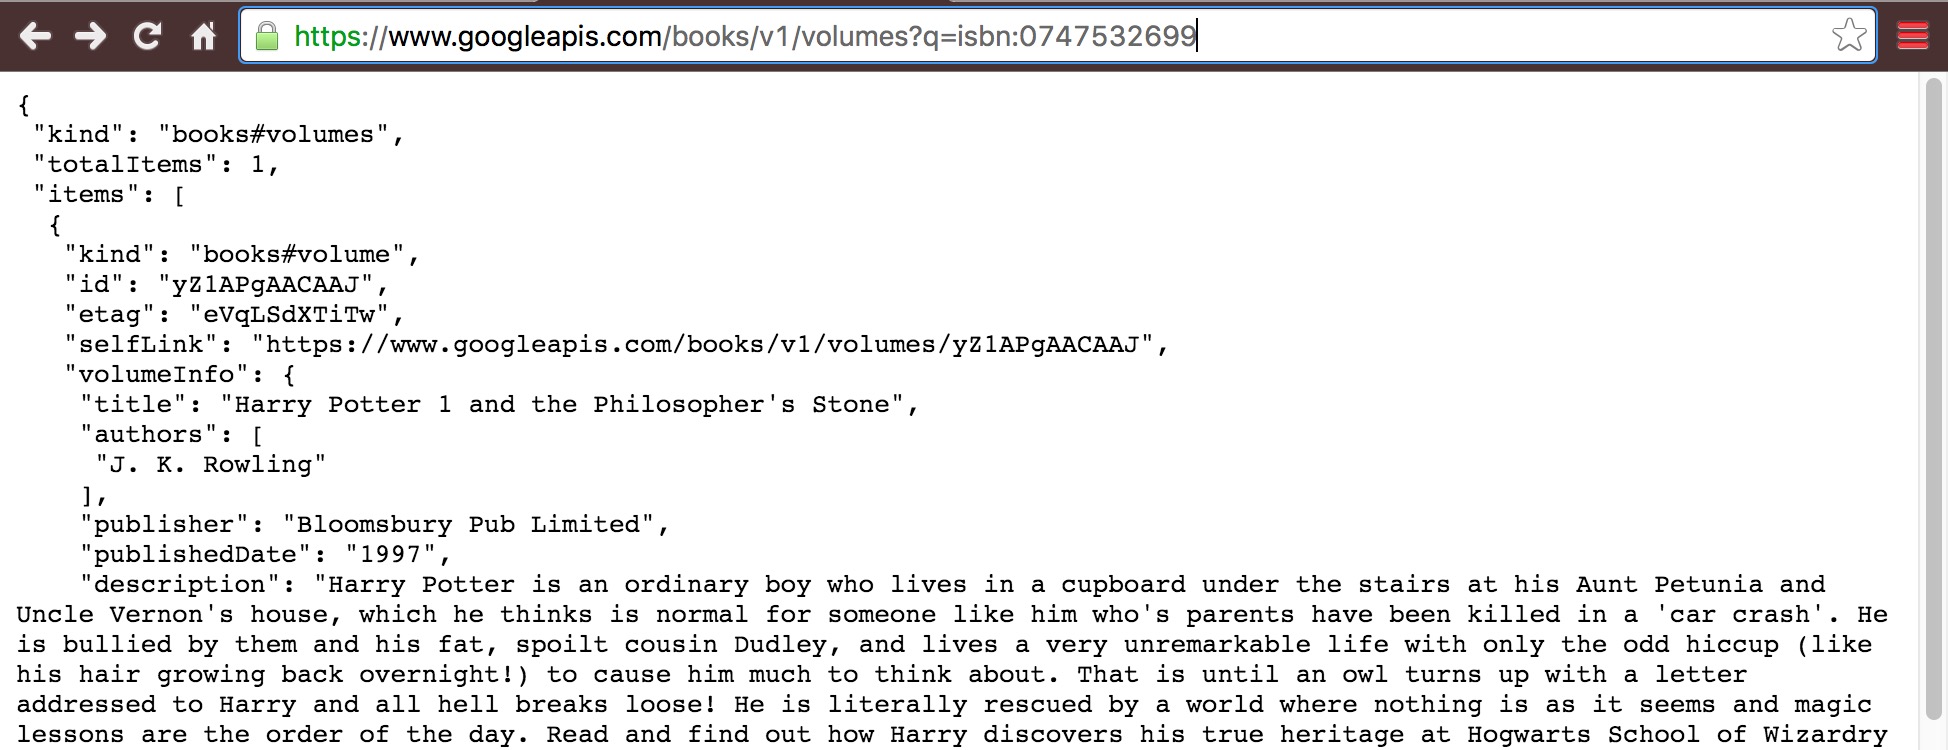 https://www.googleapis.com/books/v1/volumes?q=isbn:0747532699
{
"kind": "books#volumes",
"totalItems": 1,
"items": [
{
"kind": "books#volume",
"id": "yZ1APgAACAAJ",
"etag": "eVqLSdXTiTw",
"selfLink": "https://www.googleapis.com/books/v1/volumes/yZ1APgAACAAJ",
"volumeInfo": {
"title": "Harry Potter 1 and the Philosopher's Stone",
"authors": [
"J. K. Rowling"
],
"publisher": "Bloomsbury Pub Limited",
"publishedDate": "1997",
"description": "Harry Potter is an ordinary boy who lives in a cupboard under the stairs at his Aunt Petunia and
Uncle Vernon's house, which he thinks is normal for someone like him who's parents have been killed in a 'car crash'. He
is bullied by them and his fat, spoilt cousin Dudley, and lives a very unremarkable life with only the odd hiccup (like
his hair growing back overnight!) to cause him much to think about. That is until an owl turns up with a letter
addressed to Harry and all hell breaks loose! He is literally rescued by a world where nothing is as it seems and magic
lessons are the order of the day. Read and find out how Harry discovers his true heritage at Hogwarts School of Wizardry